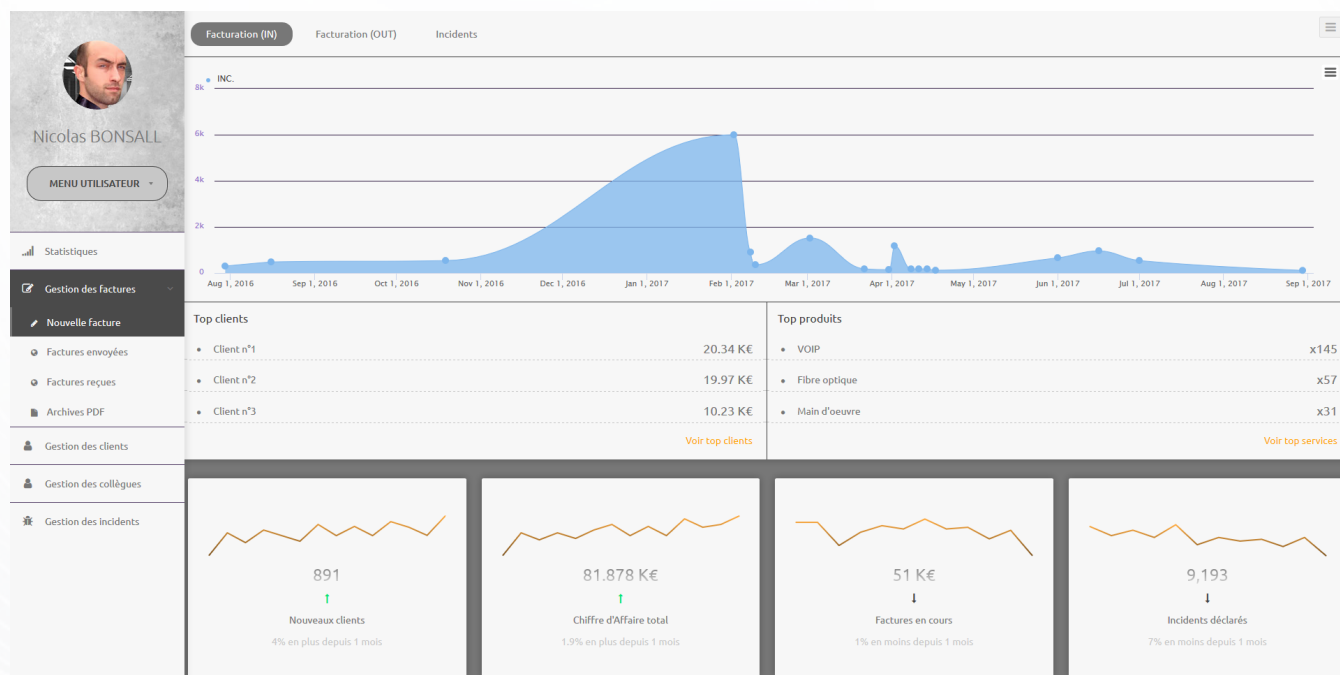 Nicolas BONSALL
MENU UTILISATEUR
Statistiques
Gestion des factures
Nouvelle facture
Factures envoyées
Factures reçues
Archives PDF
Gestion des clients
Gestion des collègues
Gestion des incidents
Facturation (IN) Facturation (OUT) Incidents
INC.
8k
6k
4k
2k
0
Aug 1, 2016 Sep 1, 2016 Oct 1, 2016 Nov 1, 2016 Dec 1, 2016 Jan 1, 2017 Feb 1, 2017 Mar 1, 2017 Apr 1, 2017 May 1, 2017 Jun 1, 2017 Jul 1, 2017 Aug 1, 2017 Sep 1, 2017
Top clients
Client n°1 20.34 K€
Client n°2 19.97 K€
Client n°3 10.23 K€
Voir top clients
Top produits
VOIP x145
Fibre optique x57
Main d'oeuvre x31
Voir top services
891
Nouveaux clients
4% en plus depuis 1 mois
81.878 K€
Chiffre d'Affaire total
1.9% en plus depuis 1 mois
51 K€
Factures en cours
1% en moins depuis 1 mois
9,193
Incidents déclarés
7% en moins depuis 1 mois